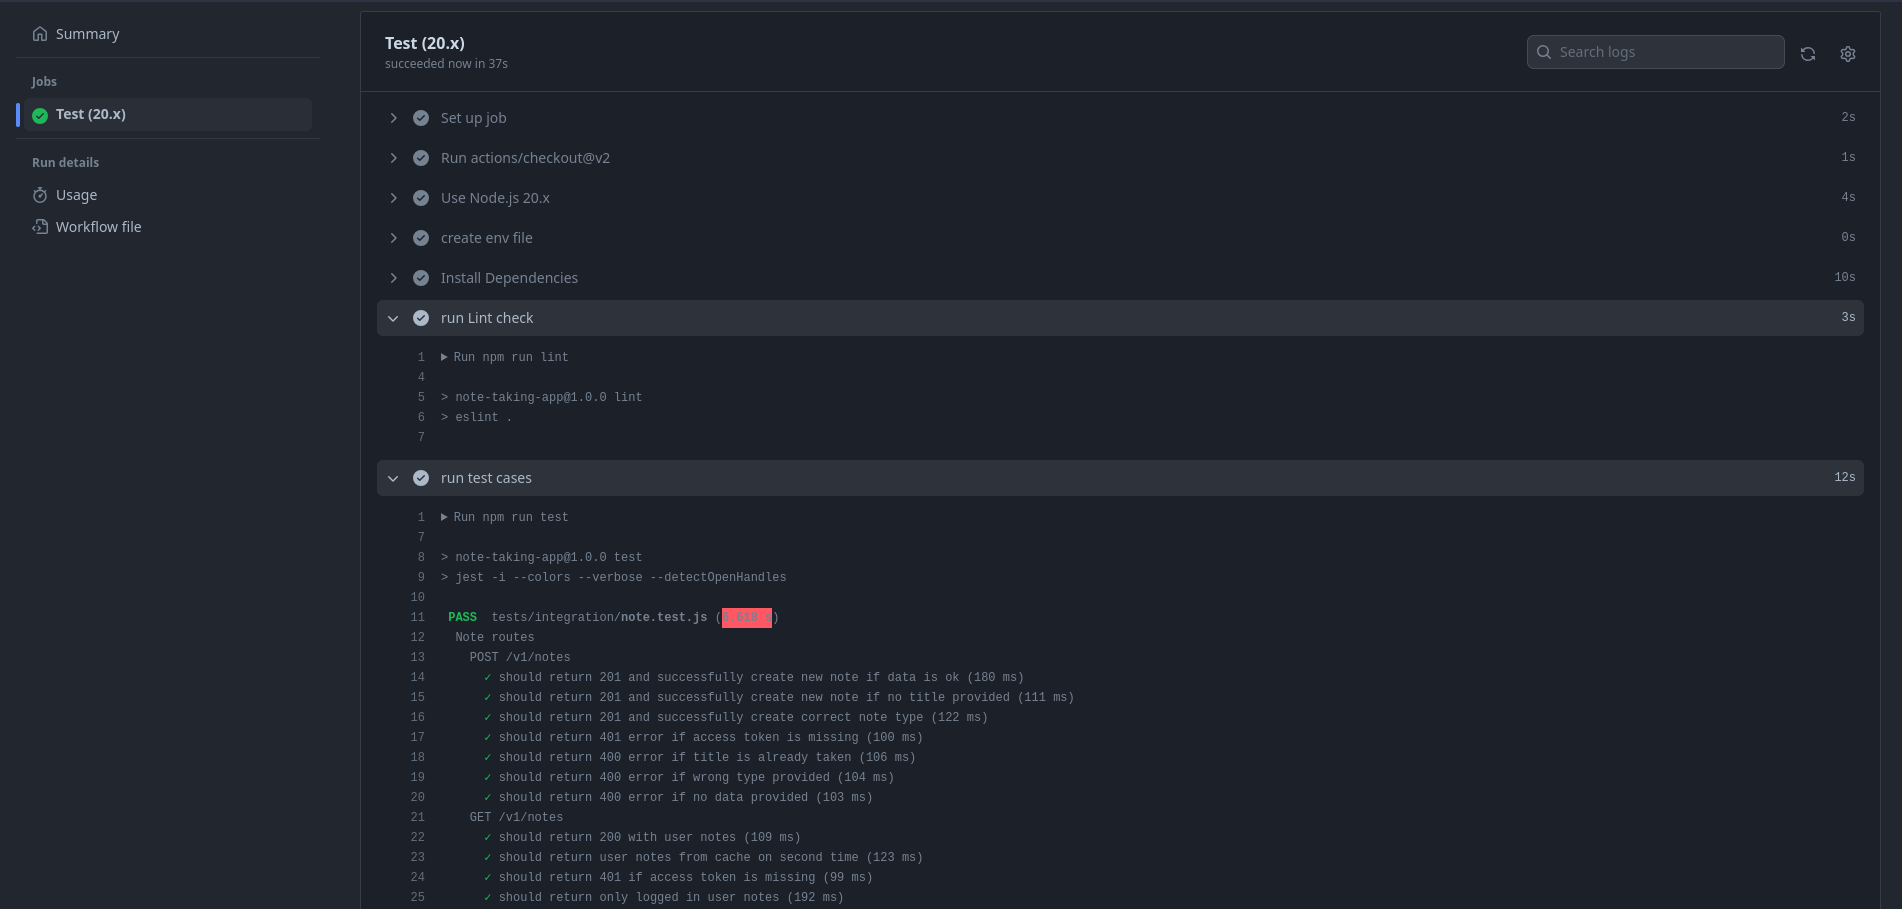 Summary
Jobs
Test (20.x)
Run details
Usage
Workflow file
Test (20.x)
succeeded now in 37s
Search logs
Set up job 2s
Run actions/checkout@v2 1s
Use Node.js 20.x 4s
create env file 0s
Install Dependencies 10s
run Lint check 3s
1 Run npm run lint
4
5 > note-taking-app@1.0.0 lint
6 > eslint .
7
run test cases 12s
1 Run npm run test
7
8 > note-taking-app@1.0.0 test
9 > jest -i --colors --verbose --detectOpenHandles
10
11 PASS tests/integration/note.test.js ( s)
12 Note routes
13 POST /v1/notes
14 ✓ should return 201 and successfully create new note if data is ok (180 ms)
15 ✓ should return 201 and successfully create new note if no title provided (111 ms)
16 ✓ should return 201 and successfully create correct note type (122 ms)
17 ✓ should return 401 error if access token is missing (100 ms)
18 ✓ should return 400 error if title is already taken (106 ms)
19 ✓ should return 400 error if wrong type provided (104 ms)
20 ✓ should return 400 error if no data provided (103 ms)
21 GET /v1/notes
22 ✓ should return 200 with user notes (109 ms)
23 ✓ should return user notes from cache on second time (123 ms)
24 ✓ should return 401 if access token is missing (99 ms)
25 ✓ should return only logged in user notes (192 ms)